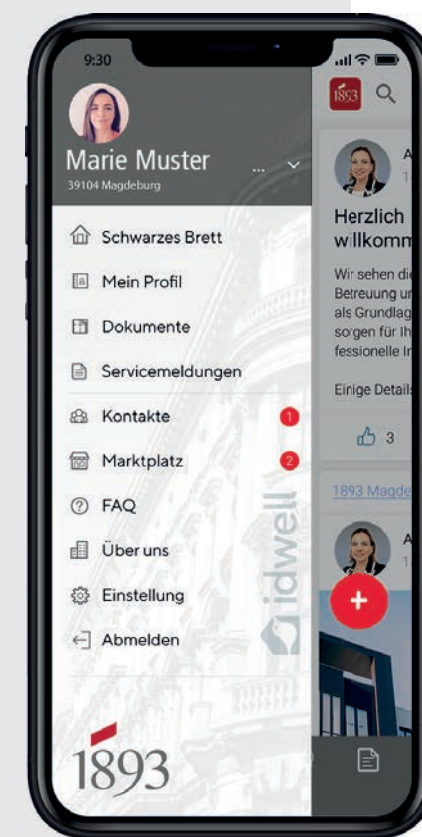 9:30
1893
Marie Muster ...
39104 Magdeburg
Schwarzes Brett
Mein Profil
Dokumente
Servicemeldungen
Kontakte 1
Marktplatz 2
FAQ
Über uns
Einstellung
Abmelden
idwell
1893
A
Herzlich
willkomm
Wir sehen die
Betreuung un
als Grundlag
sorgen für Ih
fessionelle In
Einige Details
3
1893 Magde
A
+